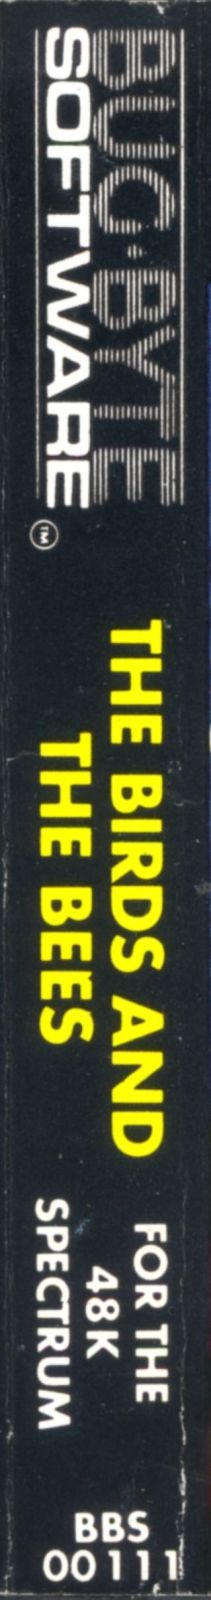 BUG·BYTE
SOFTWARE
TM
THE BIRDS AND
THE BEES
FOR THE
48K
SPECTRUM
BBS
00111